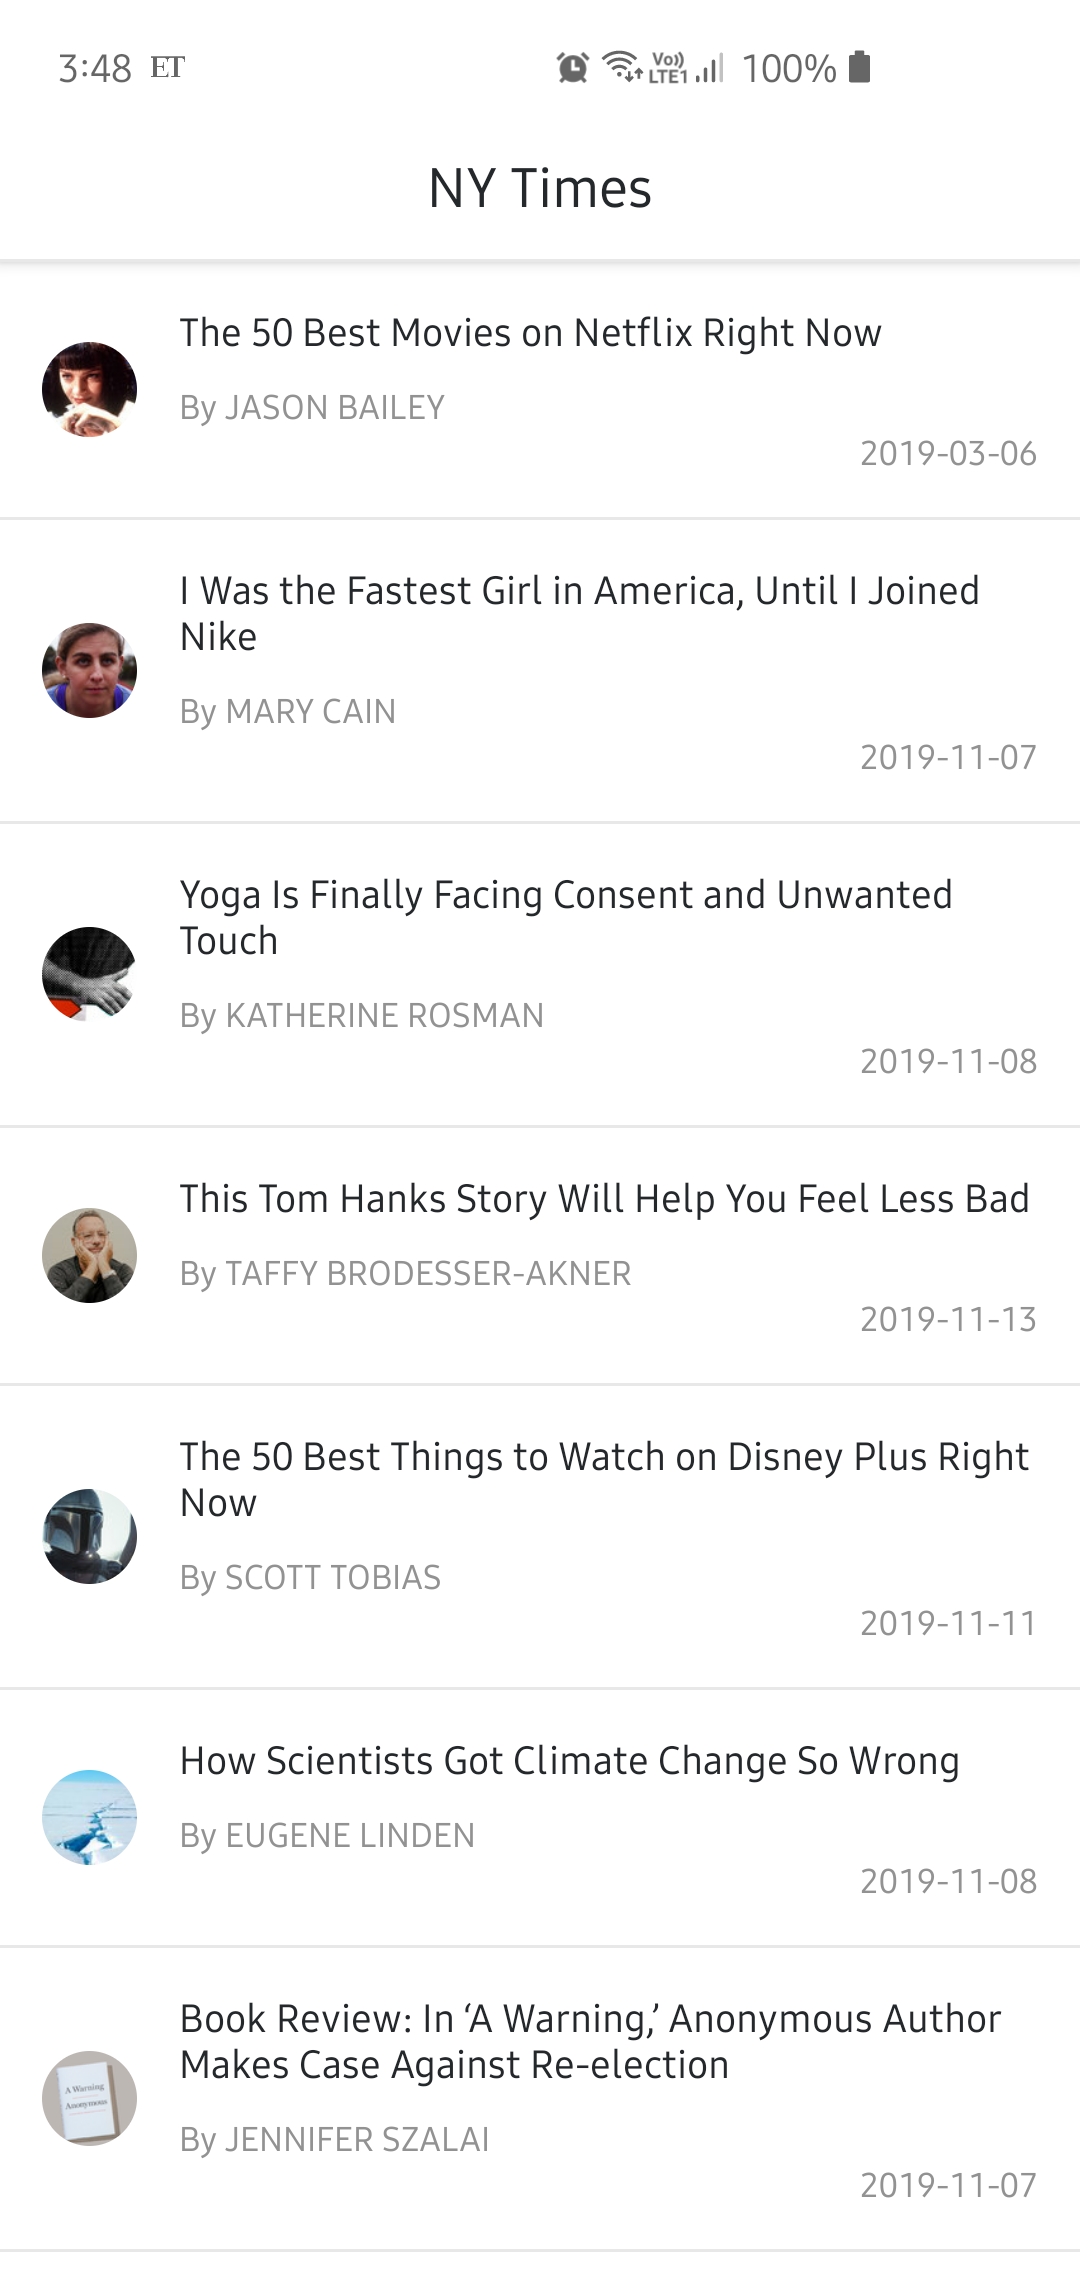 3:48 ET Vo)) LTE1 100%
NY Times
The 50 Best Movies on Netflix Right Now
By JASON BAILEY
2019-03-06
I Was the Fastest Girl in America, Until I Joined
Nike
By MARY CAIN
2019-11-07
Yoga Is Finally Facing Consent and Unwanted
Touch
By KATHERINE ROSMAN
2019-11-08
This Tom Hanks Story Will Help You Feel Less Bad
By TAFFY BRODESSER-AKNER
2019-11-13
The 50 Best Things to Watch on Disney Plus Right
Now
By SCOTT TOBIAS
2019-11-11
How Scientists Got Climate Change So Wrong
By EUGENE LINDEN
2019-11-08
Book Review: In ‘A Warning,’ Anonymous Author
Makes Case Against Re-election
A Warning
Anonymous
By JENNIFER SZALAI
2019-11-07